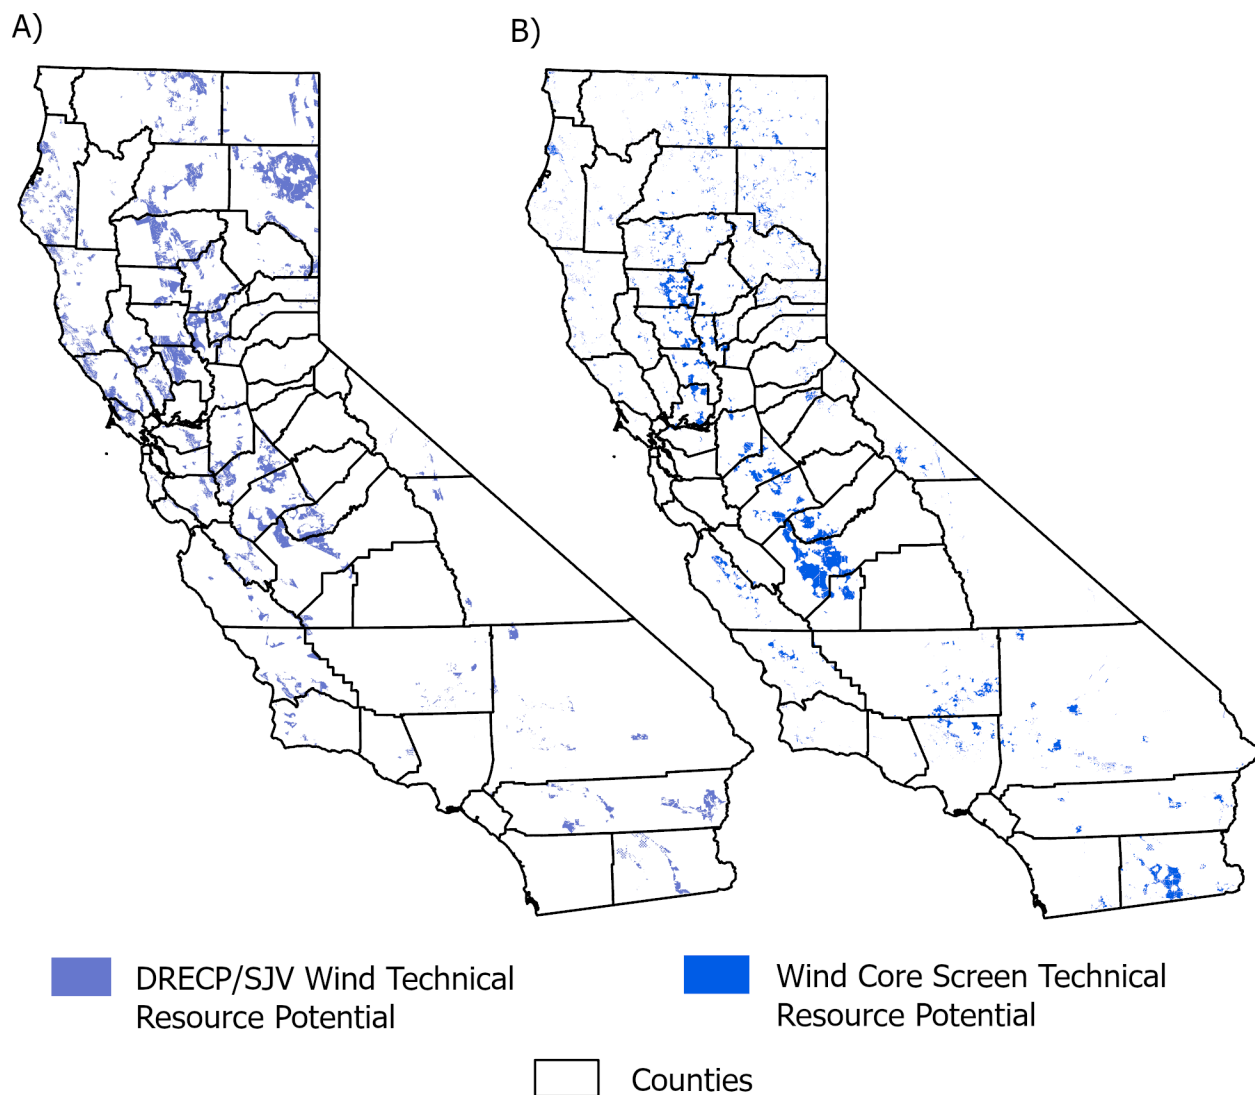 A)
B)
DRECP/SJV Wind Technical
Resource Potential
Wind Core Screen Technical
Resource Potential
Counties